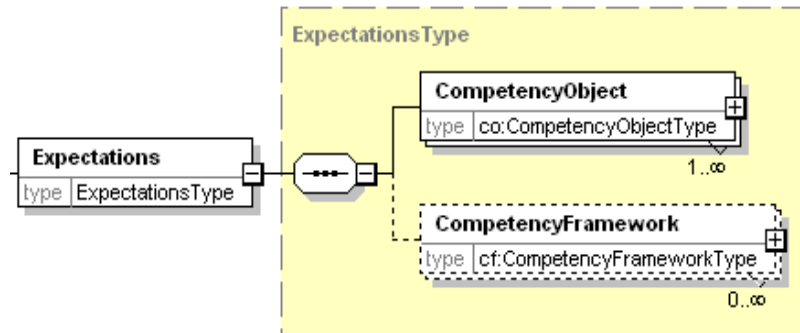 ExpectationsType
CompetencyObject
type co:CompetencyObjectType
1..∞
Expectations
type ExpectationsType
CompetencyFramework
type cf:CompetencyFrameworkType
0..∞